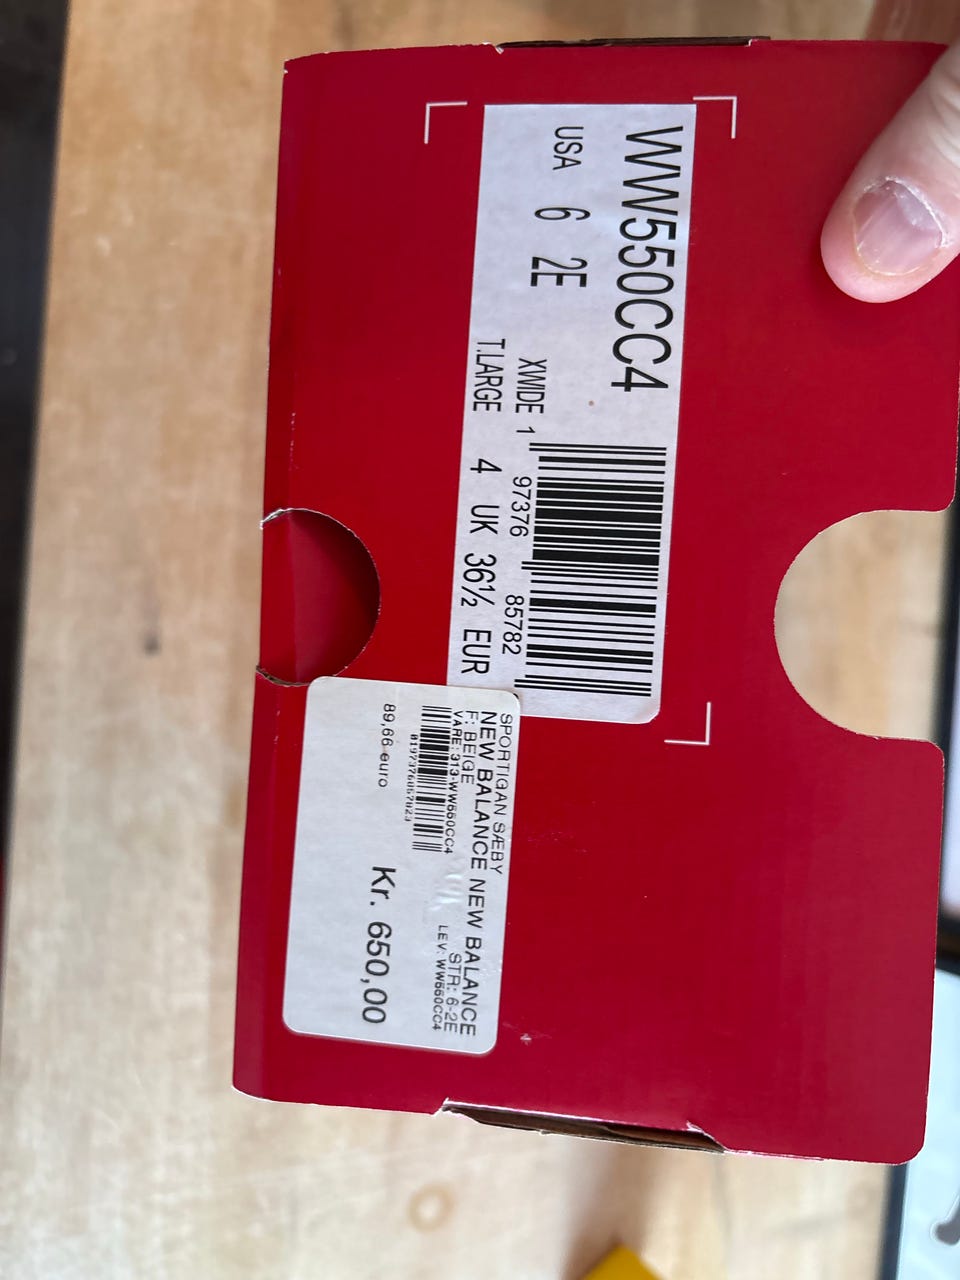 WW550CC4
USA 6 2E
XWIDE
T.LARGE 4 UK 36½ EUR
1 97376 85782
SPORTIGAN SÆBY
NEW BALANCE NEW BALANCE
F: BEIGE STR: 6-2E
VARE: 313-WW550CC4 LEV: WW550CC4
89,66 euro
Kr. 650,00